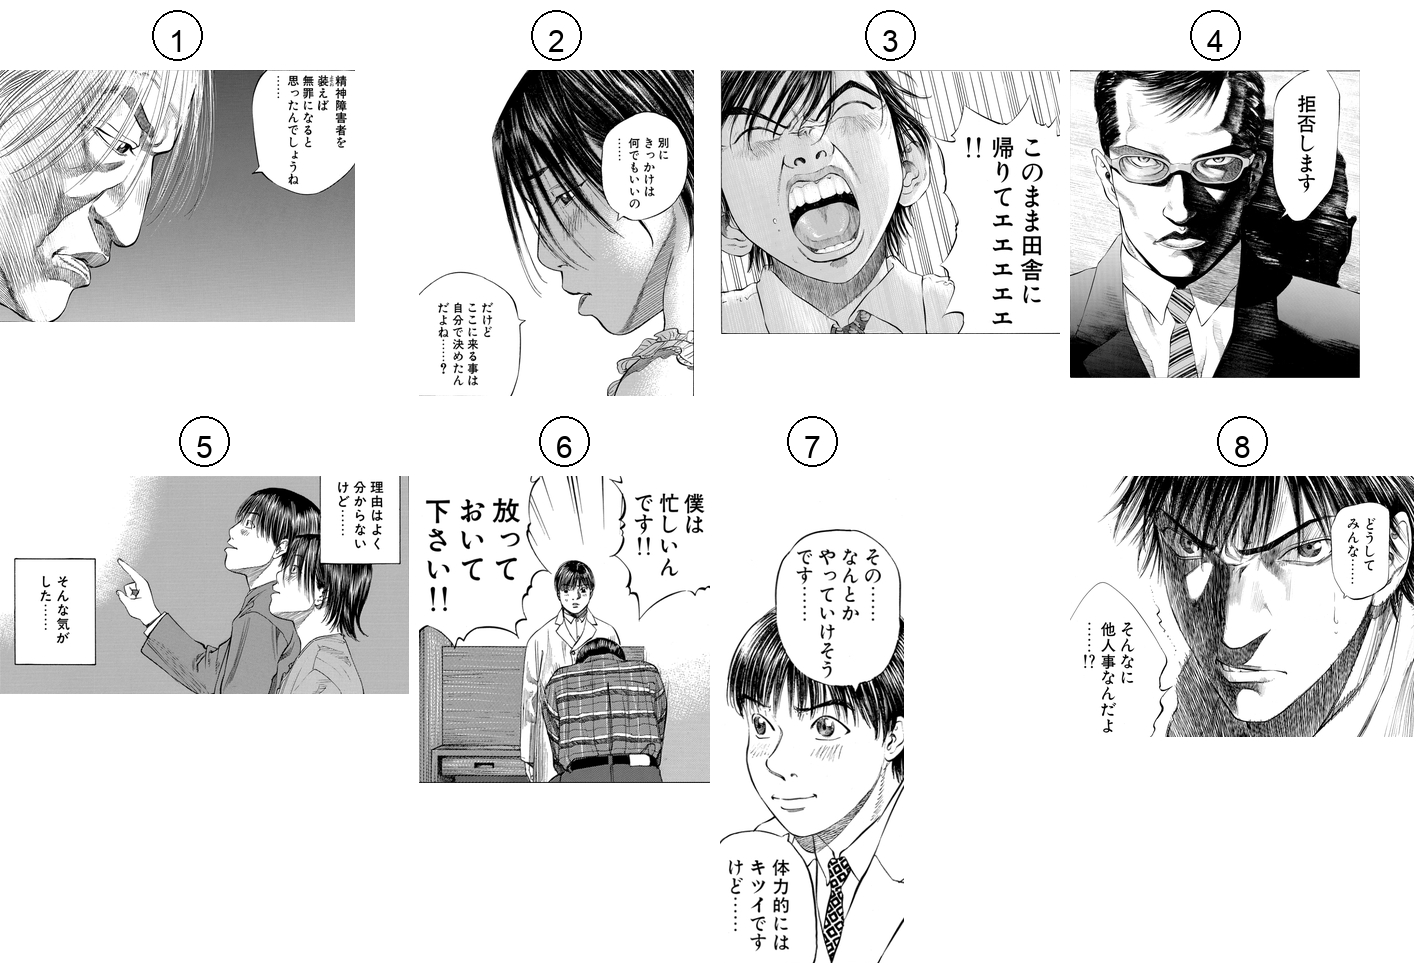 1
精神障害者を
装えば
無罪になると
思ったんでしょうね
……
2
別に
きっかけは
何でもいいの
……
だけど
ここに来る事は
自分で決めたん
だよね……?
3
このまま田舎に
帰りてエエエエエ
!!
4
拒否します
5
理由はよく
分からない
けど……
そんな気が
した……
6
僕は
忙しいん
です!!
放って
おいて
下さい!!
7
その……
なんとか
やっていけそう
です……
体力的には
キツイです
けど……
8
どうして
みんな……
そんなに
他人事なんだよ
……!?